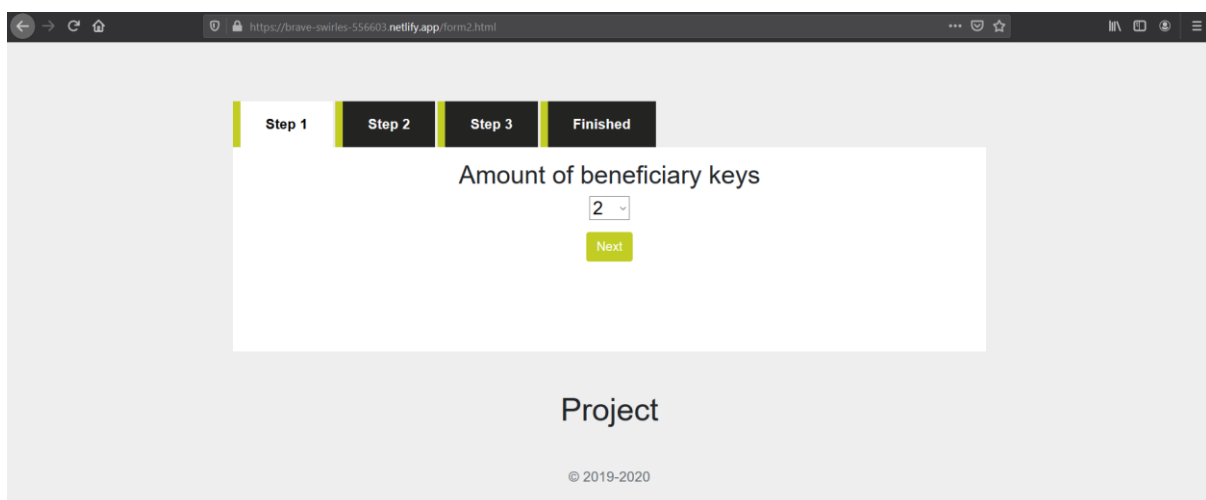 https://brave-swirles-556603.netlify.app/form2.html
Step 1 Step 2 Step 3 Finished
Amount of beneficiary keys
2
Next
Project
© 2019-2020